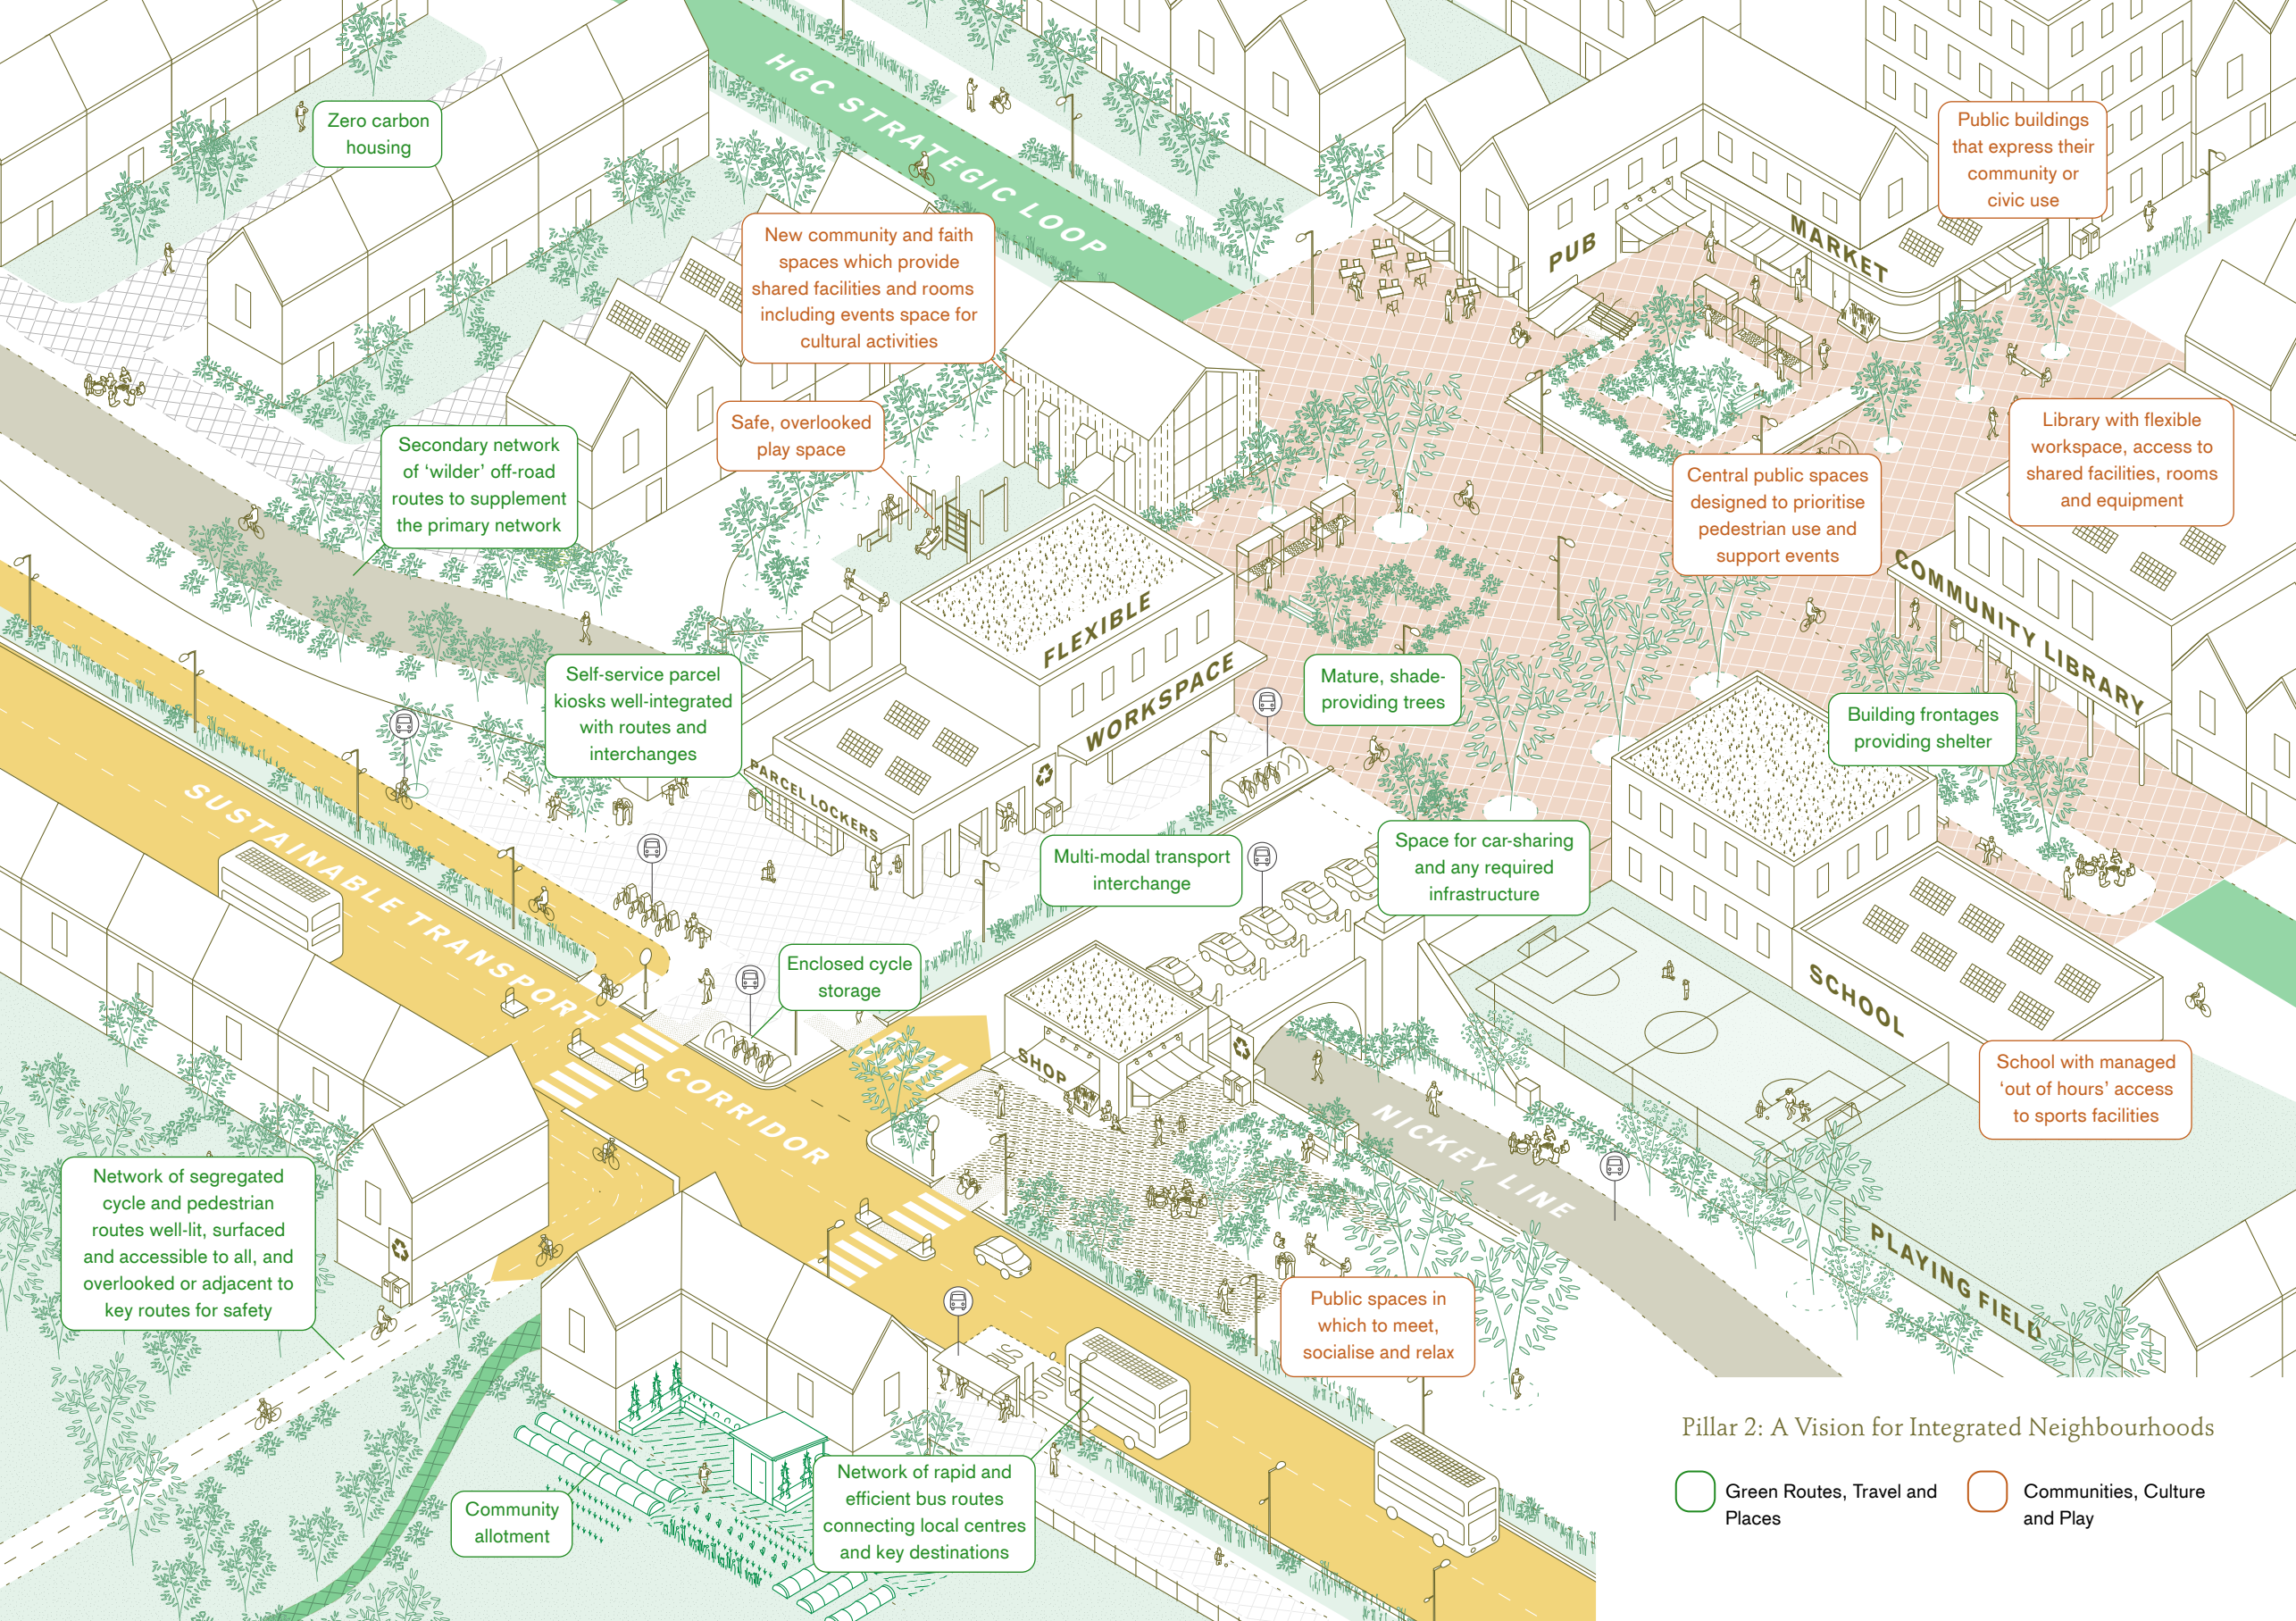 HGC STRATEGIC LOOP
Zero carbon
housing
Public buildings
that express their
community or
civic use
PUB
MARKET
New community and faith
spaces which provide
shared facilities and rooms
including events space for
cultural activities
Safe, overlooked
play space
Secondary network
of ‘wilder’ off-road
routes to supplement
the primary network
Library with flexible
workspace, access to
shared facilities, rooms
and equipment
Central public spaces
designed to prioritise
pedestrian use and
support events
COMMUNITY LIBRARY
FLEXIBLE
WORKSPACE
Self-service parcel
kiosks well-integrated
with routes and
interchanges
Mature, shade-
providing trees
Building frontages
providing shelter
PARCEL LOCKERS
SUSTAINABLE TRANSPORT
CORRIDOR
Multi-modal transport
interchange
Space for car-sharing
and any required
infrastructure
Enclosed cycle
storage
SHOP
SCHOOL
School with managed
‘out of hours’ access
to sports facilities
NICKEY LINE
PLAYING FIELD
Network of segregated
cycle and pedestrian
routes well-lit, surfaced
and accessible to all, and
overlooked or adjacent to
key routes for safety
Public spaces in
which to meet,
socialise and relax
Community
allotment
Network of rapid and
efficient bus routes
connecting local centres
and key destinations
Pillar 2: A Vision for Integrated Neighbourhoods
Green Routes, Travel and
Places
Communities, Culture
and Play